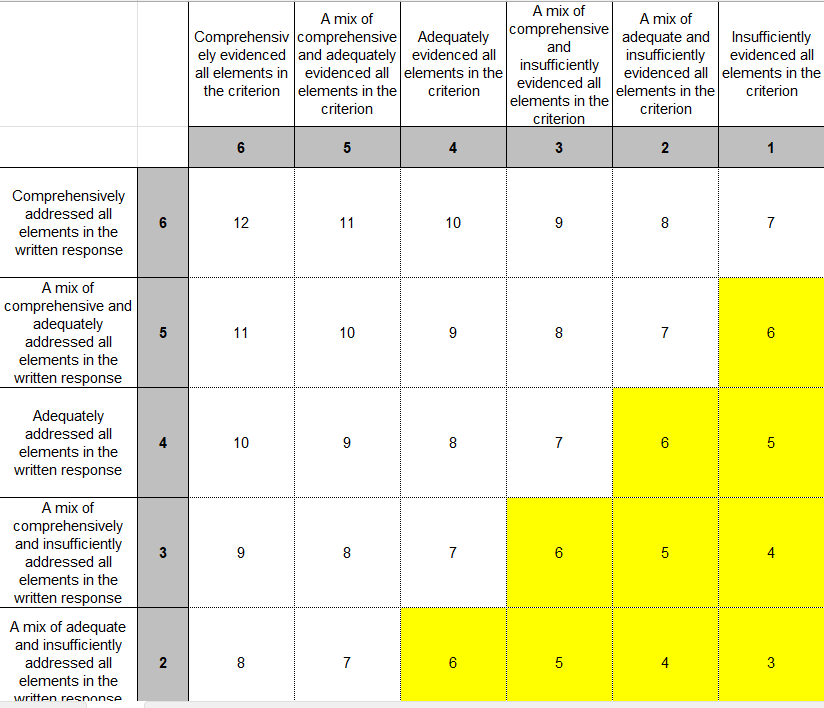 Comprehensiv
ely evidenced
all elements in
the criterion
A mix of
comprehensive
and adequately
evidenced all
elements in the
criterion
Adequately
evidenced all
elements in the
criterion
A mix of
comprehensive
and
insufficiently
evidenced all
elements in the
criterion
A mix of
adequate and
insufficiently
evidenced all
elements in the
criterion
Insufficiently
evidenced all
elements in the
criterion
6 5 4 3 2 1
Comprehensively
addressed all
elements in the
written response
6 12 11 10 9 8 7
A mix of
comprehensive and
adequately
addressed all
elements in the
written response
5 11 10 9 8 7 6
Adequately
addressed all
elements in the
written response
4 10 9 8 7 6 5
A mix of
comprehensively
and insufficiently
addressed all
elements in the
written response
3 9 8 7 6 5 4
A mix of adequate
and insufficiently
addressed all
elements in the
written response
2 8 7 6 5 4 3